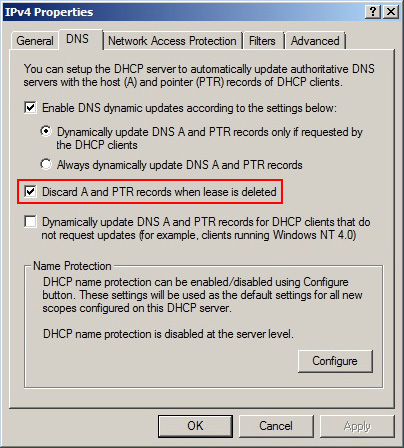 IPv4 Properties
General
DNS
Network Access Protection
Filters
Advanced
You can setup the DHCP server to automatically update authoritative DNS
servers with the host (A) and pointer (PTR) records of DHCP clients.
Enable DNS dynamic updates according to the settings below:
Dynamically update DNS A and PTR records only if requested by
the DHCP clients
Always dynamically update DNS A and PTR records
Discard A and PTR records when lease is deleted
Dynamically update DNS A and PTR records for DHCP clients that do
not request updates (for example, clients running Windows NT 4.0)
Name Protection
DHCP name protection can be enabled/disabled using Configure
button. These settings will be used as the default settings for all new
scopes configured on this DHCP server.
DHCP name protection is disabled at the server level.
Configure
OK
Cancel
Apply